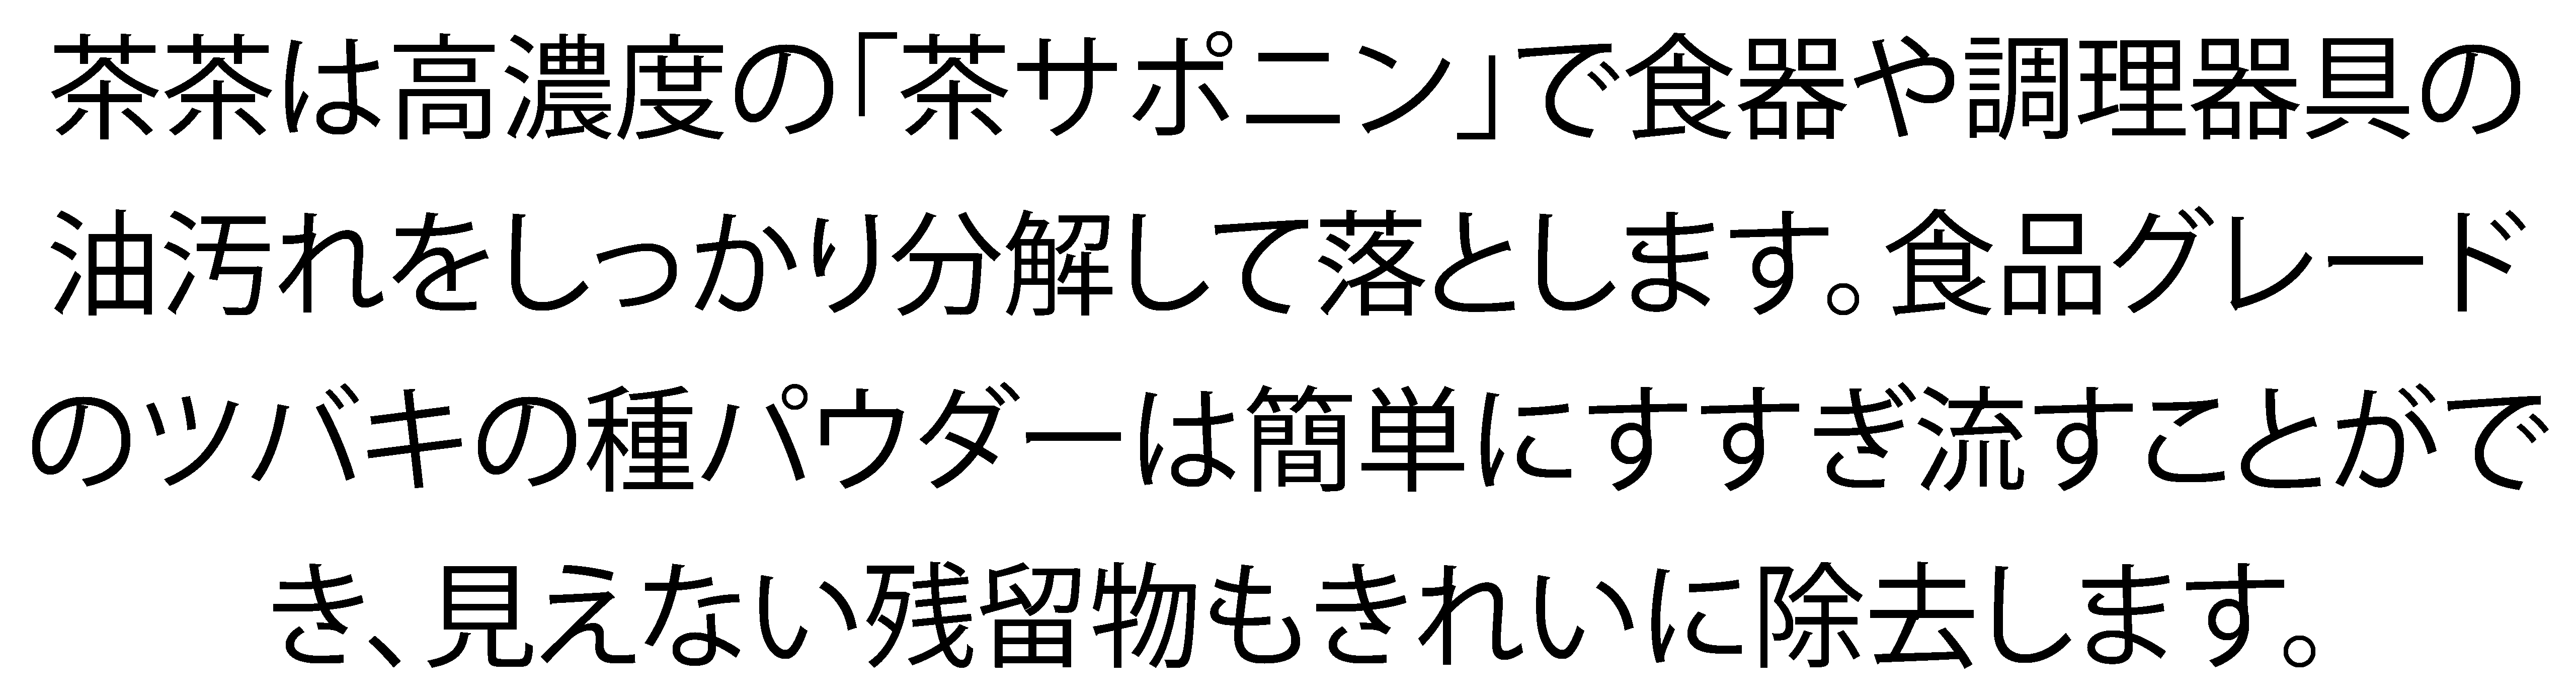 茶茶は高濃度の「茶サポニン」で食器や調理器具の
油汚れをしっかり分解して落とします。食品グレード
のツバキの種パウダーは簡単にすすぎ流すことがで
き、見えない残留物もきれいに除去します。